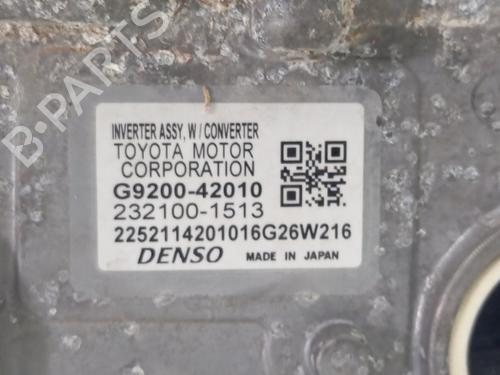 B-PARTS
INVERTER ASSY, W/CONVERTER
TOYOTA MOTOR
CORPORATION
G9200-42010
232100-1513
2252114201016G26W216
DENSO MADE IN JAPAN